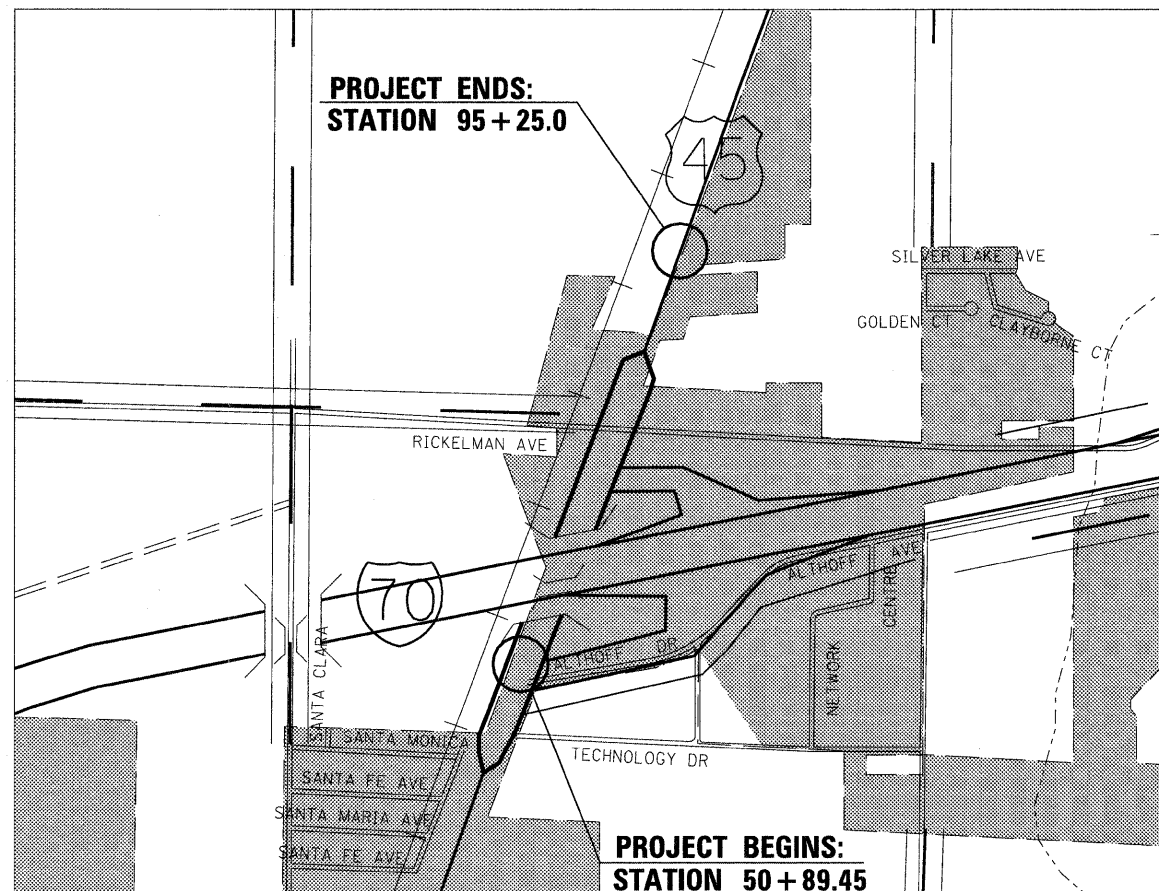 PROJECT ENDS:
STATION 95+25.0
45
SILVER LAKE AVE
GOLDEN CT
CLAYBORNE CT
RICKELMAN AVE
70
ALTHOFF AVE
CENTRE
NETWORK
ALTHOFF DR
SANTA CLARA
SANTA MONICA
TECHNOLOGY DR
SANTA FE AVE
SANTA MARIA AVE
SANTA FE AVE
PROJECT BEGINS:
STATION 50+89.45